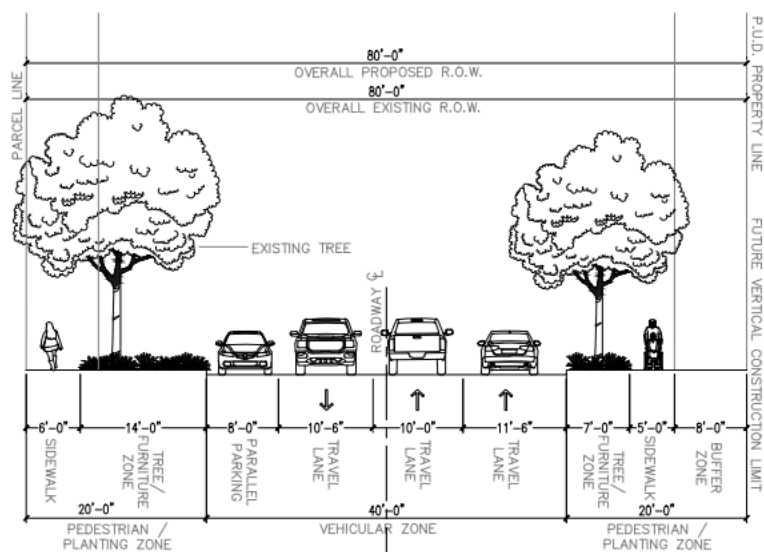 80'-0"
OVERALL PROPOSED R.O.W.
80'-0"
OVERALL EXISTING R.O.W.
PARCEL LINE
P.U.D. PROPERTY LINE
FUTURE VERTICAL CONSTRUCTION LIMIT
EXISTING TREE
ROADWAY ℄
6'-0"
14'-0"
8'-0"
10'-6"
10'-0"
11'-6"
7'-0"
5'-0"
8'-0"
SIDEWALK
TREE/
FURNITURE
ZONE
PARALLEL
PARKING
TRAVEL
LANE
TRAVEL
LANE
TRAVEL
LANE
TREE/
FURNITURE
ZONE
SIDEWALK
BUFFER
ZONE
20'-0"
40'-0"
20'-0"
PEDESTRIAN /
PLANTING ZONE
VEHICULAR ZONE
PEDESTRIAN /
PLANTING ZONE